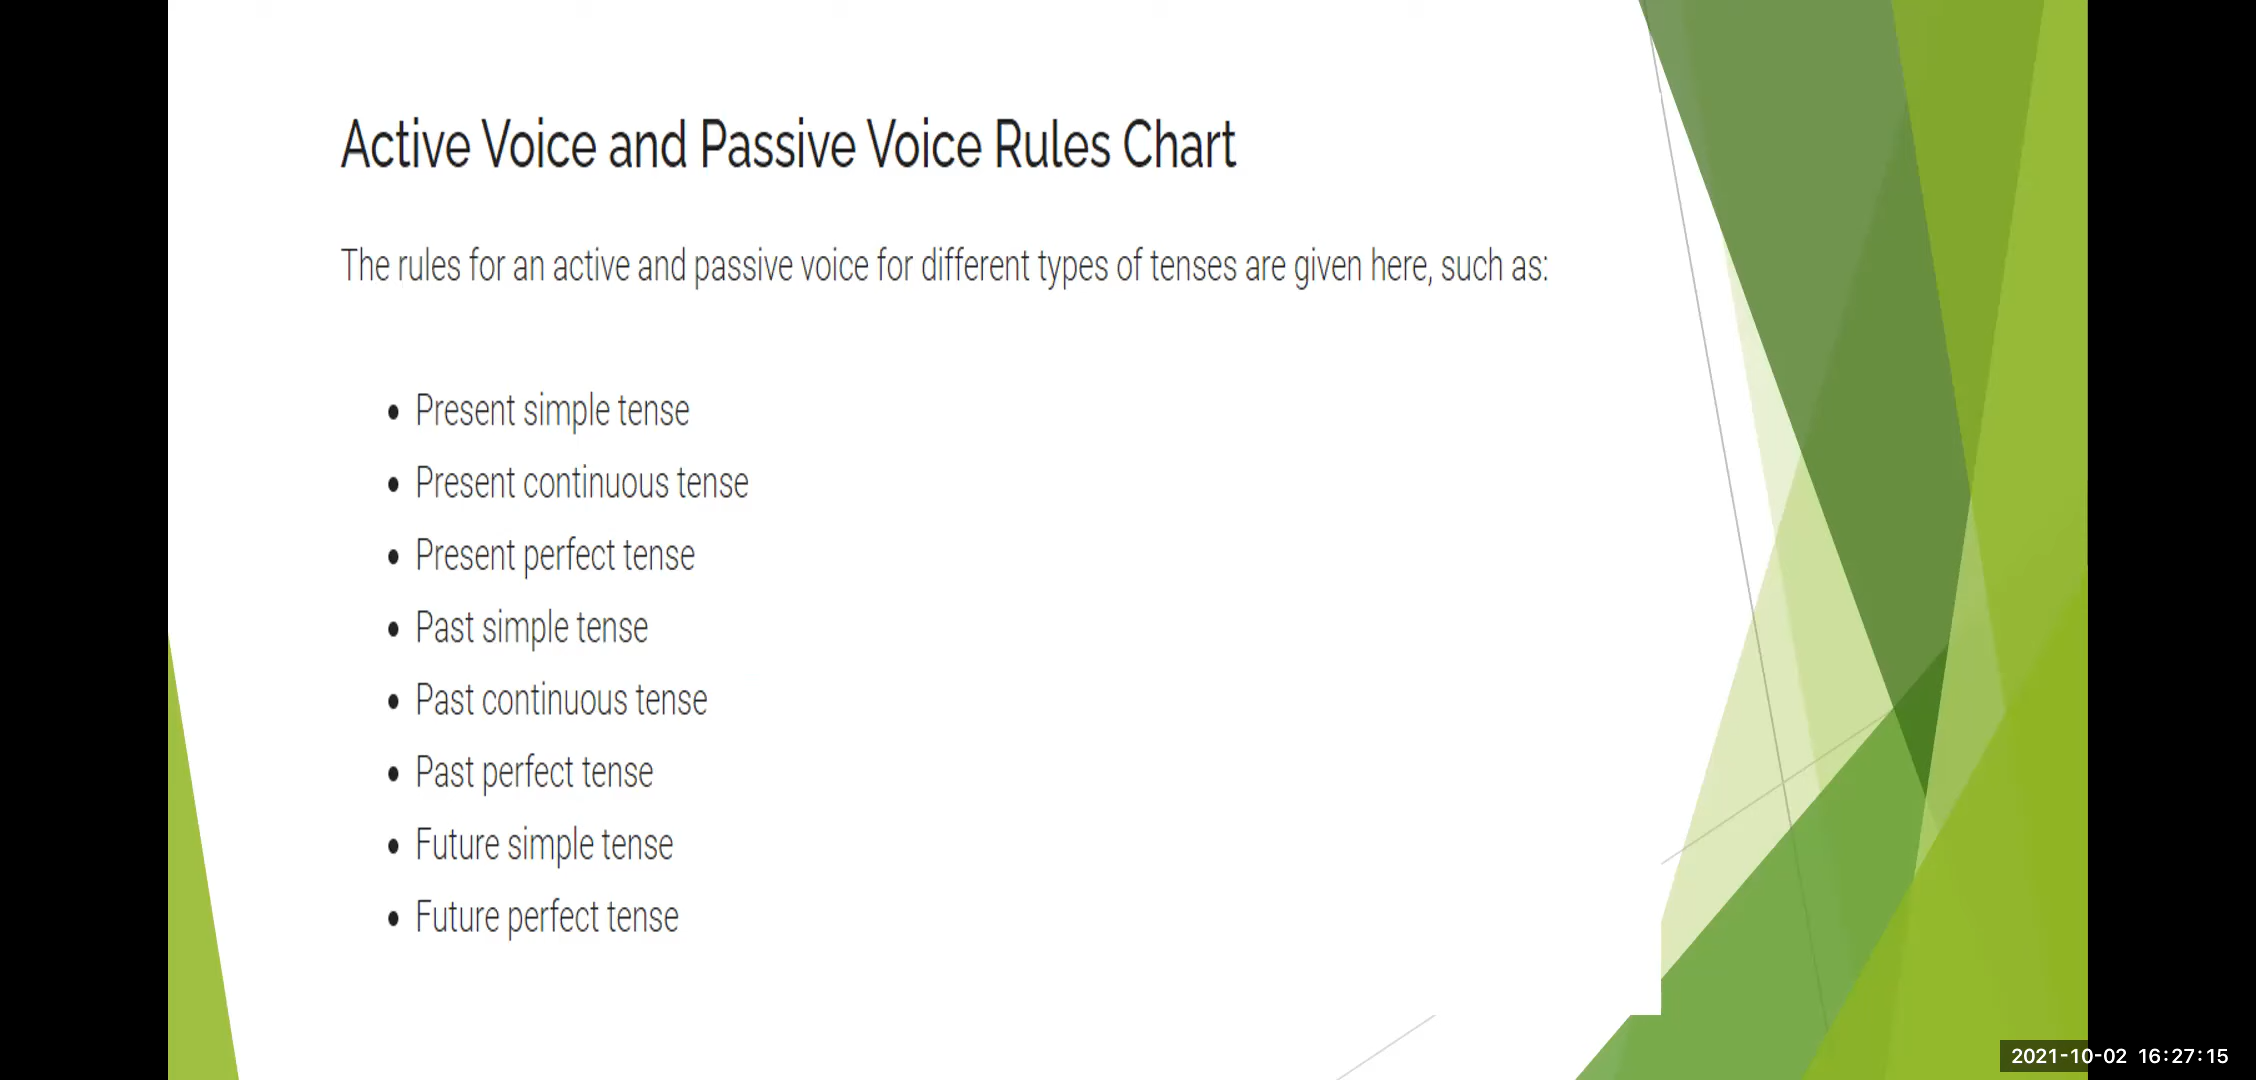 Active Voice and Passive Voice Rules Chart
The rules for an active and passive voice for different types of tenses are given here, such as:
• Present simple tense
• Present continuous tense
• Present perfect tense
• Past simple tense
• Past continuous tense
• Past perfect tense
• Future simple tense
• Future perfect tense
2021-10-02 16:27:15